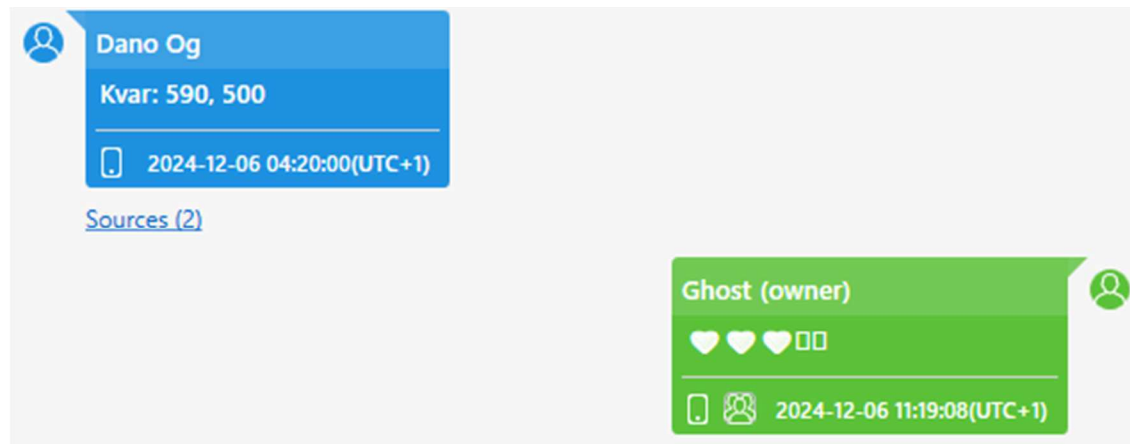 Dano Og
Kvar: 590, 500
2024-12-06 04:20:00(UTC+1)
Sources (2)
Ghost (owner)
🤍🤍🤍▯▯
2024-12-06 11:19:08(UTC+1)